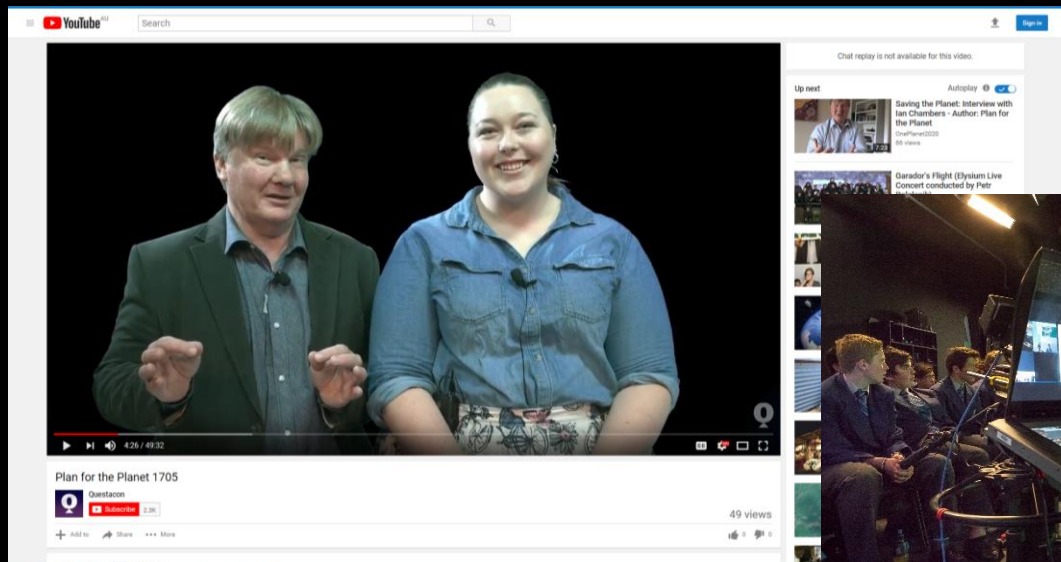 YouTube AU
Search
Sign in
Chat replay is not available for this video.
Up next
Autoplay
Saving the Planet: Interview with
Ian Chambers - Author: Plan for
the Planet
OnePlanet2020
66 views
7:23
Garador's Flight (Elysium Live
Concert conducted by Petr
4:26 / 49:32
Plan for the Planet 1705
Questacon
Subscribe 2.3K
49 views
Add to
Share
More
0
0